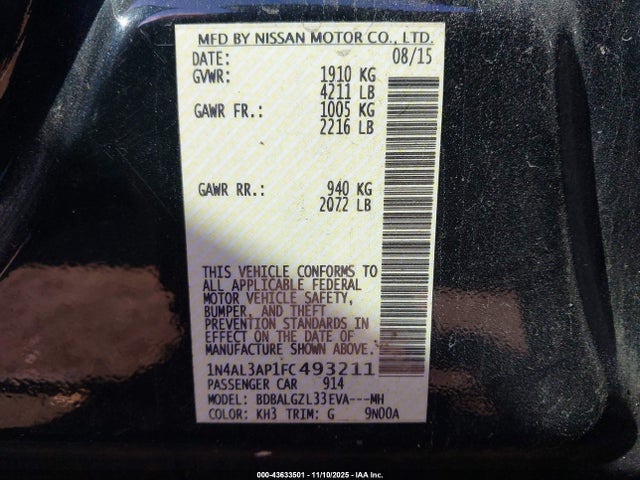 MFD BY NISSAN MOTOR CO., LTD.
DATE: 08/15
GVWR: 1910 KG
4211 LB
GAWR FR.: 1005 KG
2216 LB
GAWR RR.: 940 KG
2072 LB
THIS VEHICLE CONFORMS TO
ALL APPLICABLE FEDERAL
MOTOR VEHICLE SAFETY,
BUMPER, AND THEFT
PREVENTION STANDARDS IN
EFFECT ON THE DATE OF
MANUFACTURE SHOWN ABOVE.
1N4AL3AP1FC493211
PASSENGER CAR 914
MODEL: BDBALGZL33EVA---MH
COLOR: KH3 TRIM: G 9N00A
000-43633501 - 11/10/2025 - IAA Inc.